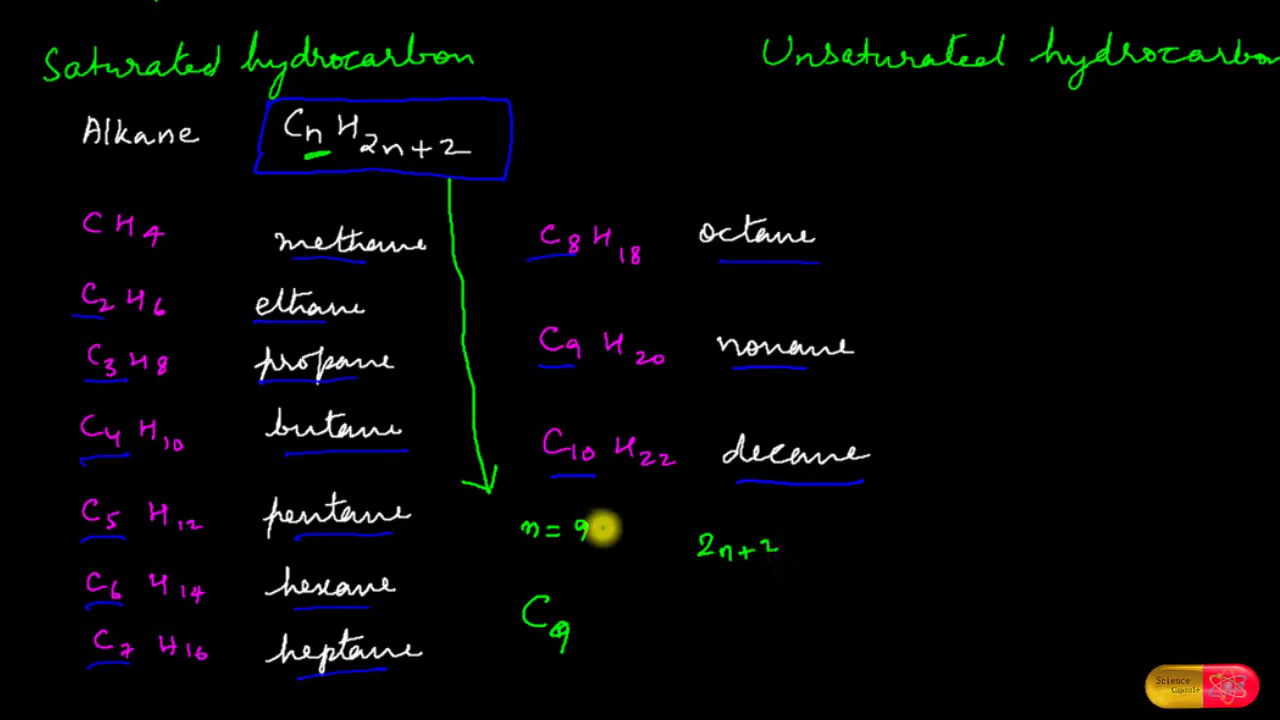 Saturated hydrocarbon
Unsaturated hydrocarbon
Alkane CnH2n+2
CH4 methane
C2H6 ethane
C3H8 propane
C4H10 butane
C5H12 pentane
C6H14 hexane
C7H16 heptane
C8H18 octane
C9H20 nonane
C10H22 decane
n = 9
2n+2
C9
Science
Capsule